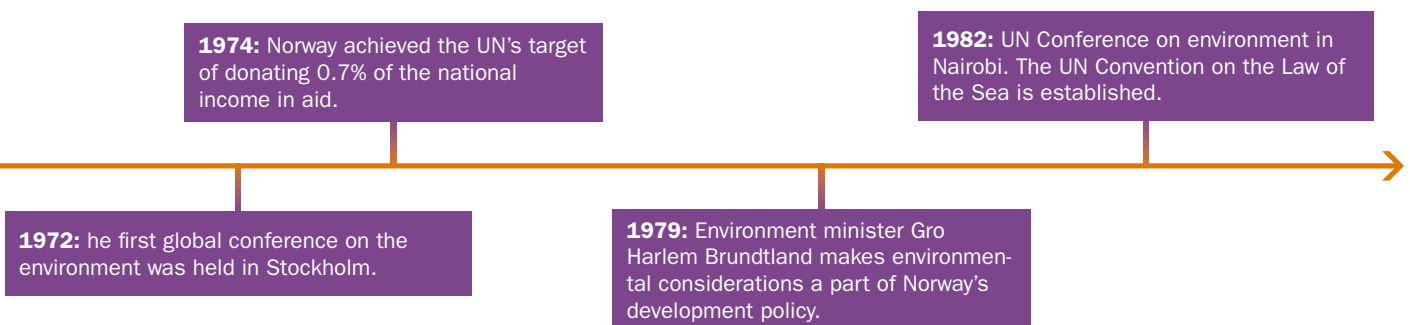 1974: Norway achieved the UN's target
of donating 0.7% of the national
income in aid.
1982: UN Conference on environment in
Nairobi. The UN Convention on the Law of
the Sea is established.
1972: he first global conference on the
environment was held in Stockholm.
1979: Environment minister Gro
Harlem Brundtland makes environmen-
tal considerations a part of Norway's
development policy.